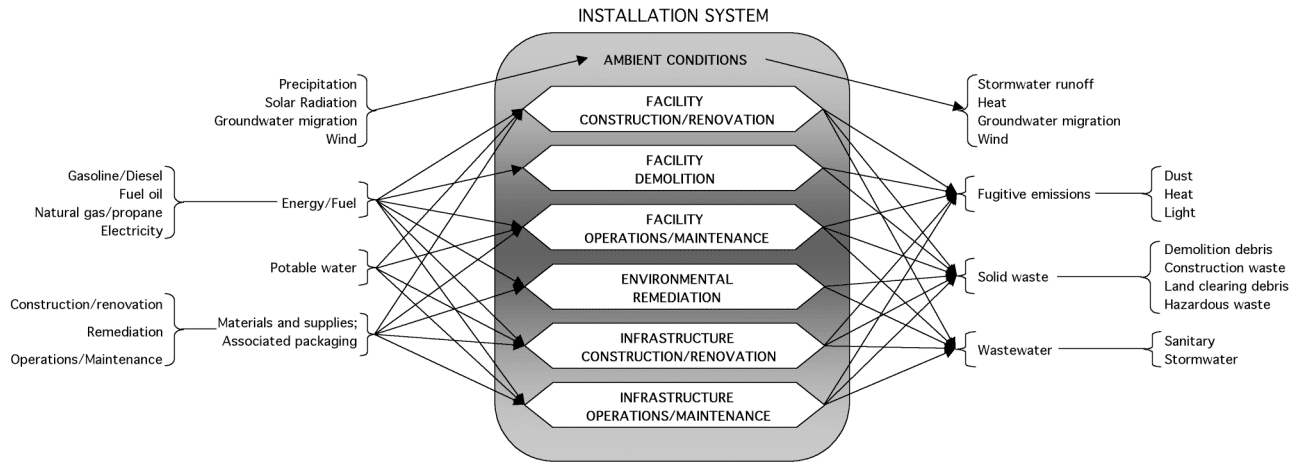 INSTALLATION SYSTEM
AMBIENT CONDITIONS
Precipitation
Solar Radiation
Groundwater migration
Wind
Gasoline/Diesel
Fuel oil
Natural gas/propane
Electricity
Energy/Fuel
Potable water
Construction/renovation
Remediation
Operations/Maintenance
Materials and supplies;
Associated packaging
FACILITY
CONSTRUCTION/RENOVATION
FACILITY
DEMOLITION
FACILITY
OPERATIONS/MAINTENANCE
ENVIRONMENTAL
REMEDIATION
INFRASTRUCTURE
CONSTRUCTION/RENOVATION
INFRASTRUCTURE
OPERATIONS/MAINTENANCE
Stormwater runoff
Heat
Groundwater migration
Wind
Fugitive emissions
Dust
Heat
Light
Solid waste
Demolition debris
Construction waste
Land clearing debris
Hazardous waste
Wastewater
Sanitary
Stormwater